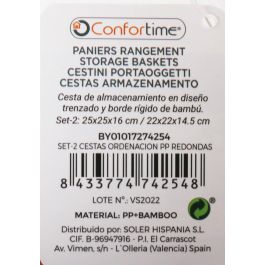 Confortime®
PANIERS RANGEMENT
STORAGE BASKETS
CESTINI PORTAOGGETTI
CESTAS ARMAZENAMENTO
Cesta de almacenamiento en diseño
trenzado y borde rígido de bambú.
Set-2: 25x25x16 cm / 22x22x14.5 cm
BY01017274254
SET-2 CESTAS ORDENACION PP REDONDAS
8 433774 742548
LOTE Nº.: VS2022
MATERIAL: PP+BAMBOO
Imported by: SOLER HISPANIA S.L.
CIF. B-96947916 - P.I. El Carrascot
Av. Vimen, s/n - L'Olleria (Valencia) Spain